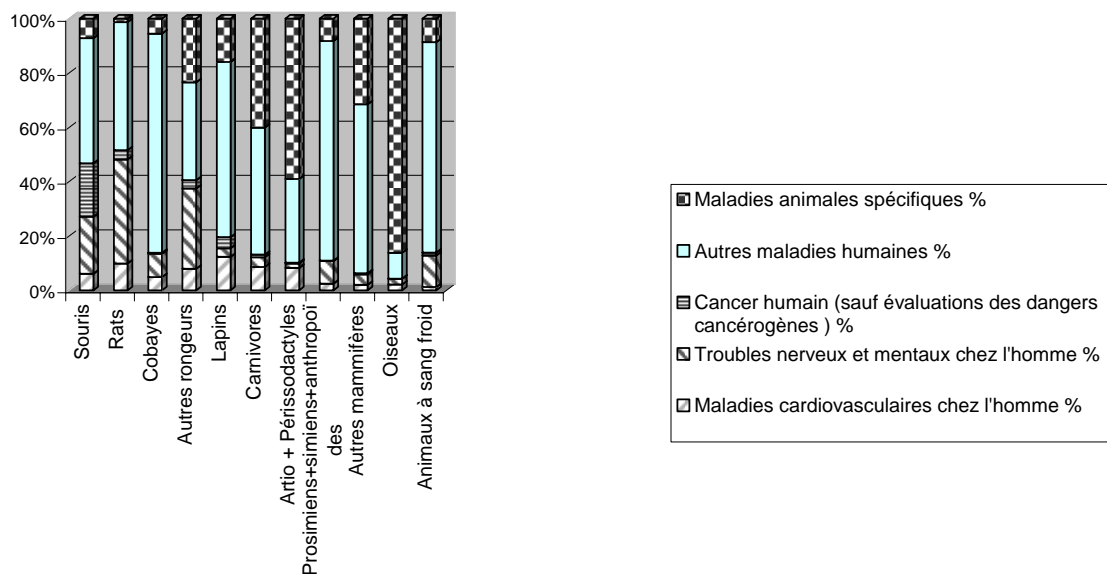 100%
80%
60%
40%
20%
0%
Souris
Rats
Cobayes
Autres rongeurs
Lapins
Carnivores
Artio + Périssodactyles
Prosimiens+simiens+anthropoï
des
Autres mammifères
Oiseaux
Animaux à sang froid
Maladies animales spécifiques %
Autres maladies humaines %
Cancer humain (sauf évaluations des dangers
cancérogènes ) %
Troubles nerveux et mentaux chez l'homme %
Maladies cardiovasculaires chez l'homme %